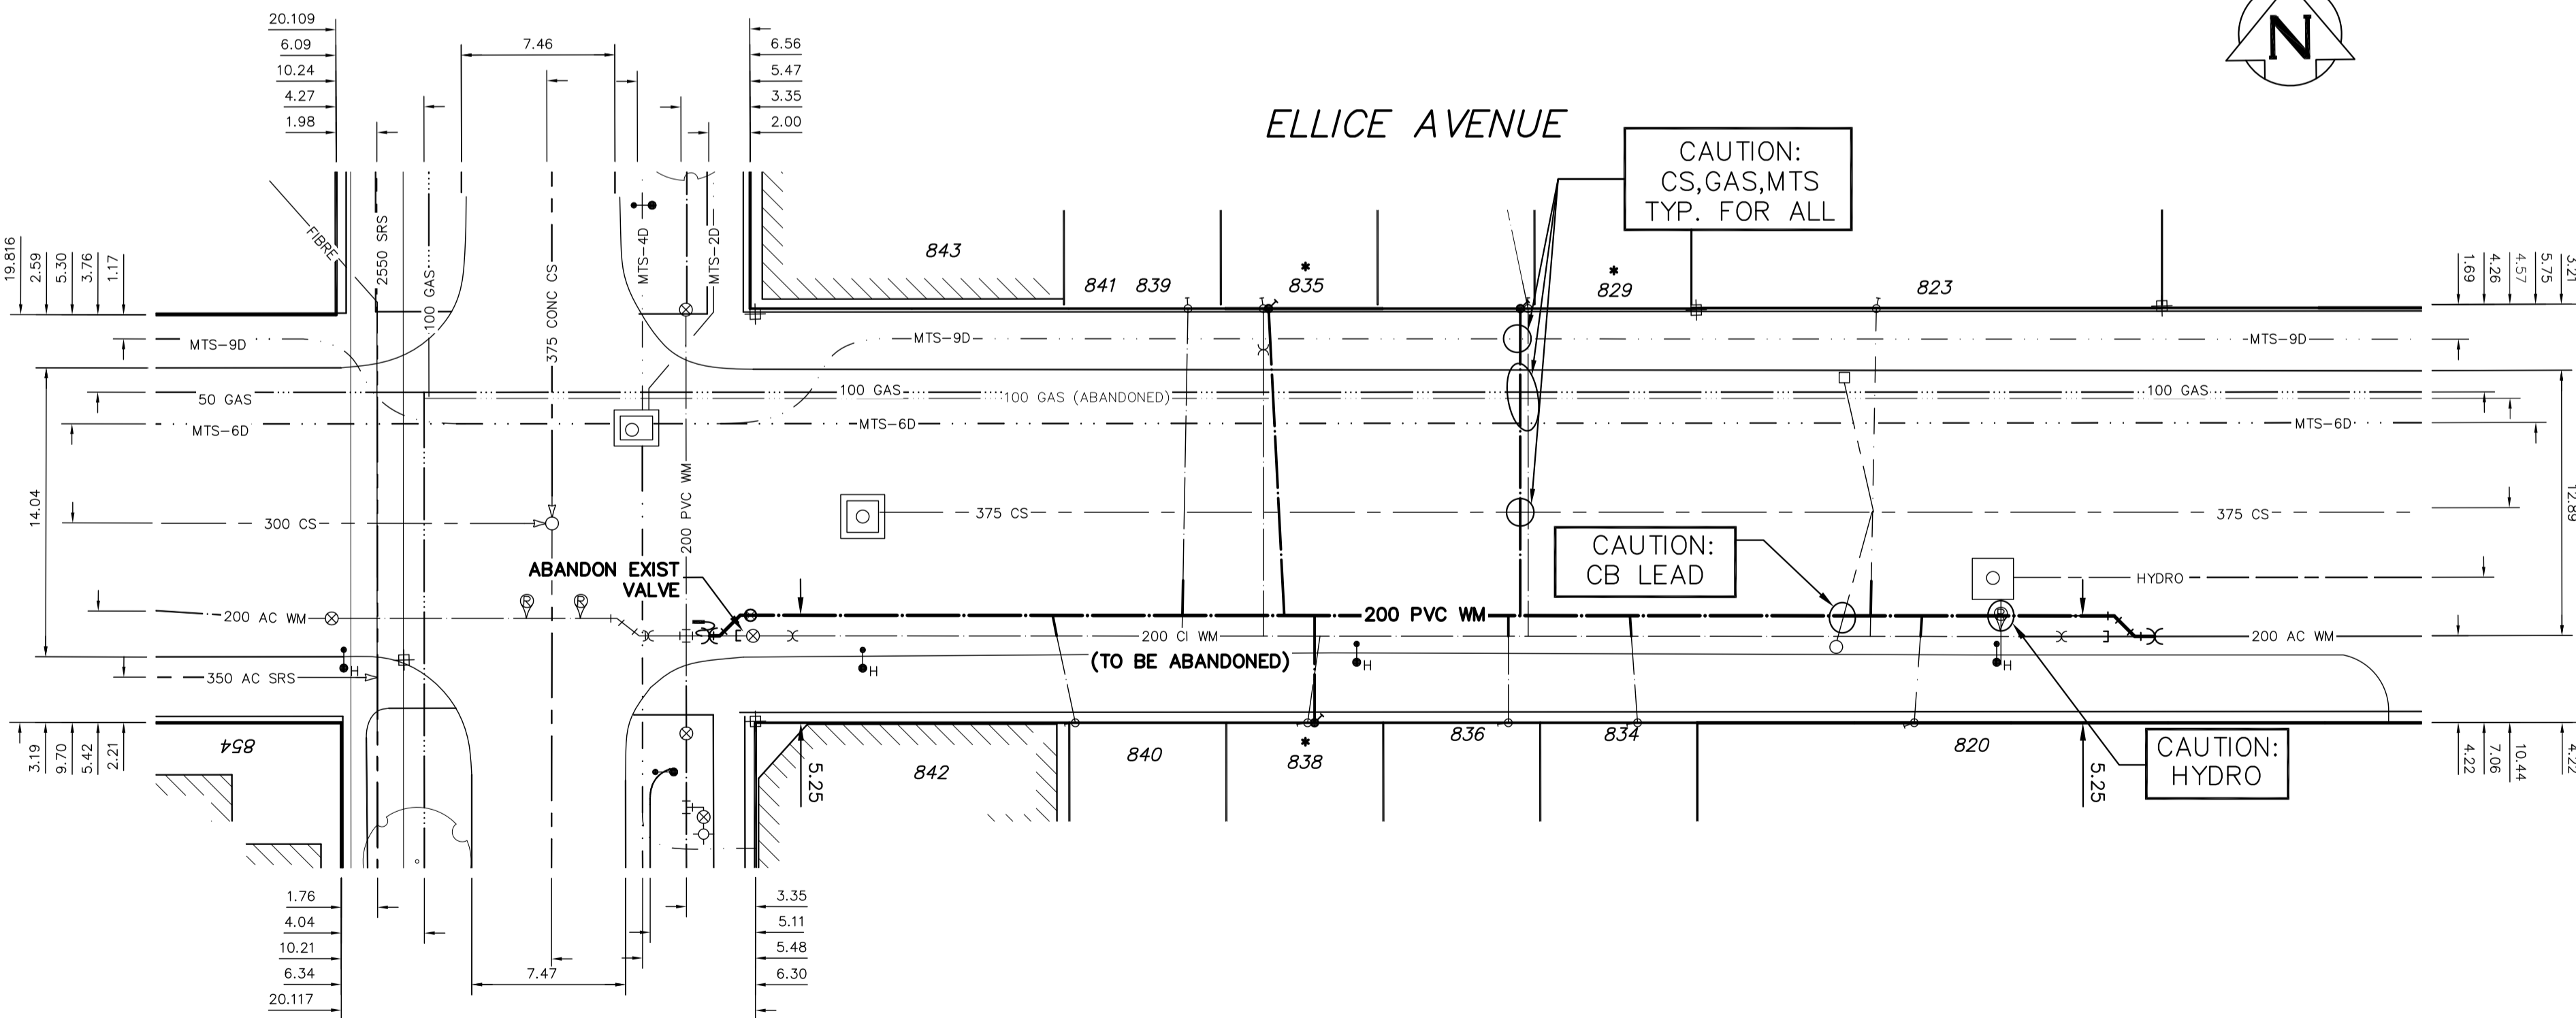 20.109
6.09
10.24
4.27
1.98
7.46
6.56
5.47
3.35
2.00
N
ELLICE AVENUE
CAUTION:
CS,GAS,MTS
TYP. FOR ALL
19.816
2.59
5.30
3.76
1.17
FIBRE
2550 SRS
100 GAS
375 CONC CS
MTS-4D
MTS-2D
843
841
839
*
835
*
829
823
1.69
4.26
4.57
5.75
3.21
MTS-9D
MTS-9D
MTS-9D
50 GAS
100 GAS
100 GAS (ABANDONED)
100 GAS
MTS-6D
MTS-6D
MTS-6D
14.04
12.89
200 PVC WM
300 CS
375 CS
375 CS
CAUTION:
CB LEAD
ABANDON EXIST
VALVE
HYDRO
R
R
200 AC WM
200 PVC WM
200 CI WM
200 AC WM
(TO BE ABANDONED)
H
H
H
H
350 AC SRS
854
842
840
*
838
836
834
820
5.25
5.25
CAUTION:
HYDRO
3.19
9.70
5.42
2.21
4.22
7.06
10.44
4.22
1.76
4.04
10.21
6.34
20.117
7.47
3.35
5.11
5.48
6.30